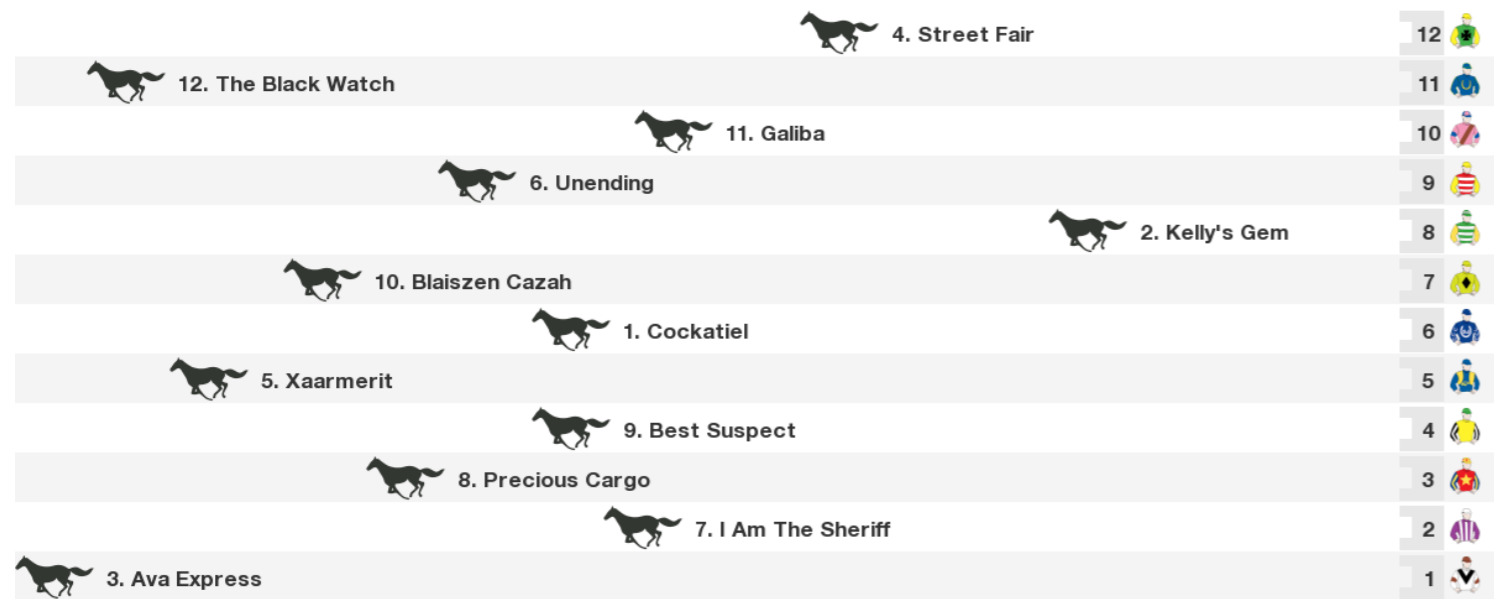 4. Street Fair 12
12. The Black Watch 11
11. Galiba 10
6. Unending 9
2. Kelly's Gem 8
10. Blaiszen Cazah 7
1. Cockatiel 6
5. Xaarmerit 5
9. Best Suspect 4
8. Precious Cargo 3
7. I Am The Sheriff 2
3. Ava Express 1